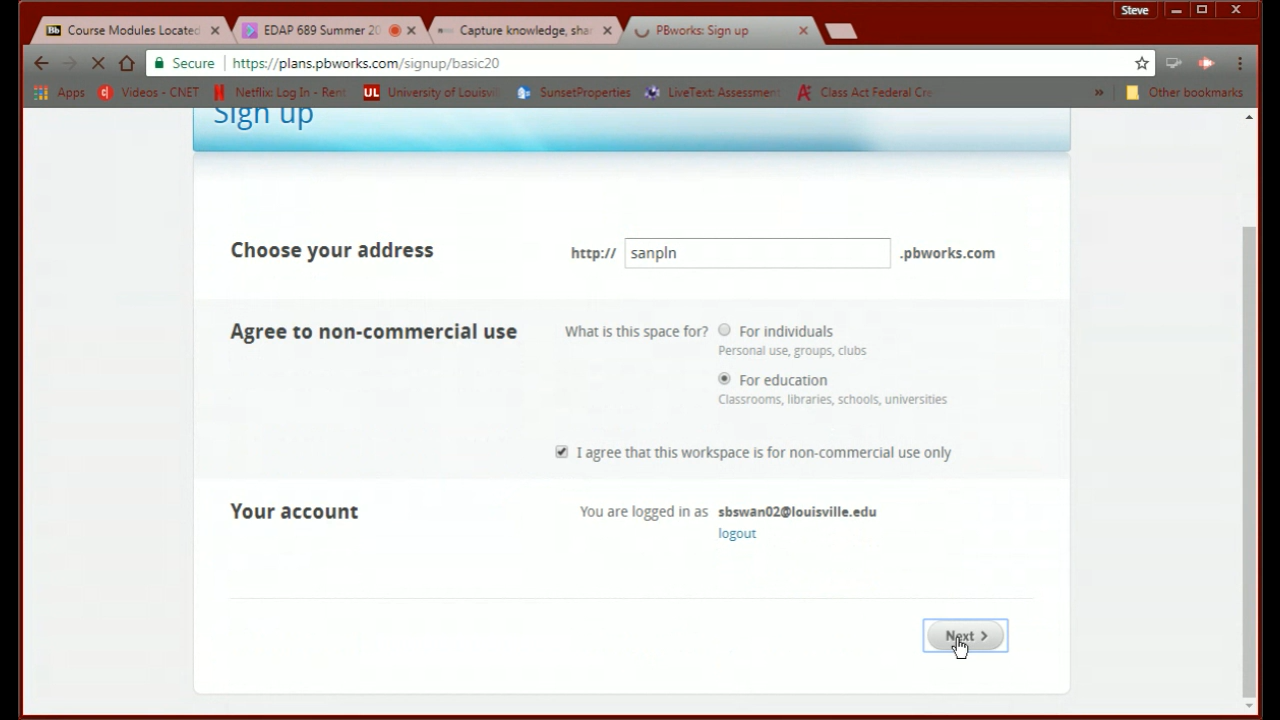 Steve
Course Modules Located
EDAP 689 Summer 20
Capture knowledge, sha
PBworks: Sign up
Secure
https://plans.pbworks.com/signup/basic20
Apps
Videos - CNET
Netflix: Log In - Rent
UL University of Louisvil
SunsetProperties
LiveText: Assessment
Class Act Federal Cre
»
Other bookmarks
Sign up
Choose your address
http:// sanpln .pbworks.com
Agree to non-commercial use
What is this space for? For individuals
Personal use, groups, clubs
For education
Classrooms, libraries, schools, universities
I agree that this workspace is for non-commercial use only
Your account
You are logged in as sbswan02@louisville.edu
logout
Next >